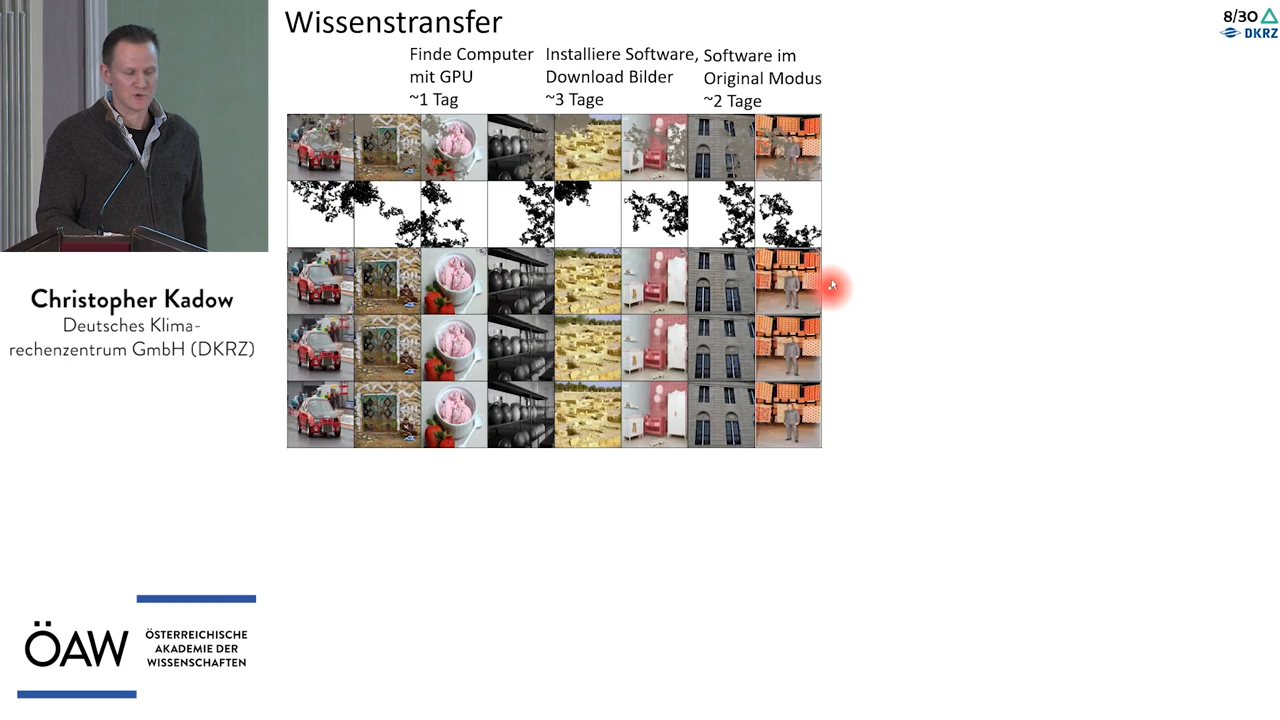 Wissenstransfer
8/30
DKRZ
Finde Computer
mit GPU
~1 Tag
Installiere Software,
Download Bilder
~3 Tage
Software im
Original Modus
~2 Tage
Christopher Kadow
Deutsches Klima-
rechenzentrum GmbH (DKRZ)
ÖAW
ÖSTERREICHISCHE
AKADEMIE DER
WISSENSCHAFTEN